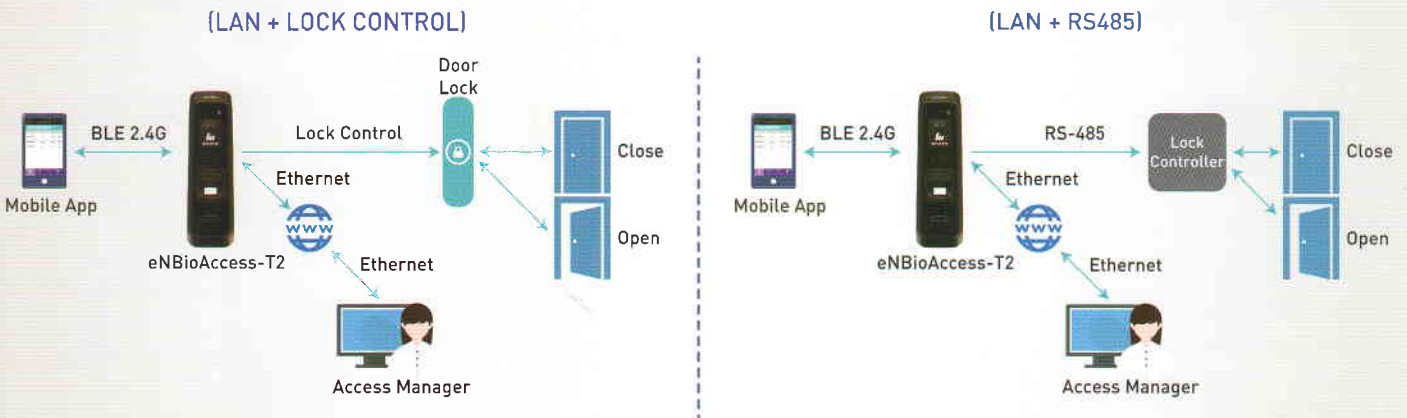 (LAN + LOCK CONTROL)
Door
Lock
BLE 2.4G
Lock Control
Close
Ethernet
Mobile App
www
Open
eNBioAccess-T2
Ethernet
Access Manager
(LAN + RS485)
BLE 2.4G
RS-485
Lock
Controller
Close
Ethernet
Mobile App
www
Open
eNBioAccess-T2
Ethernet
Access Manager